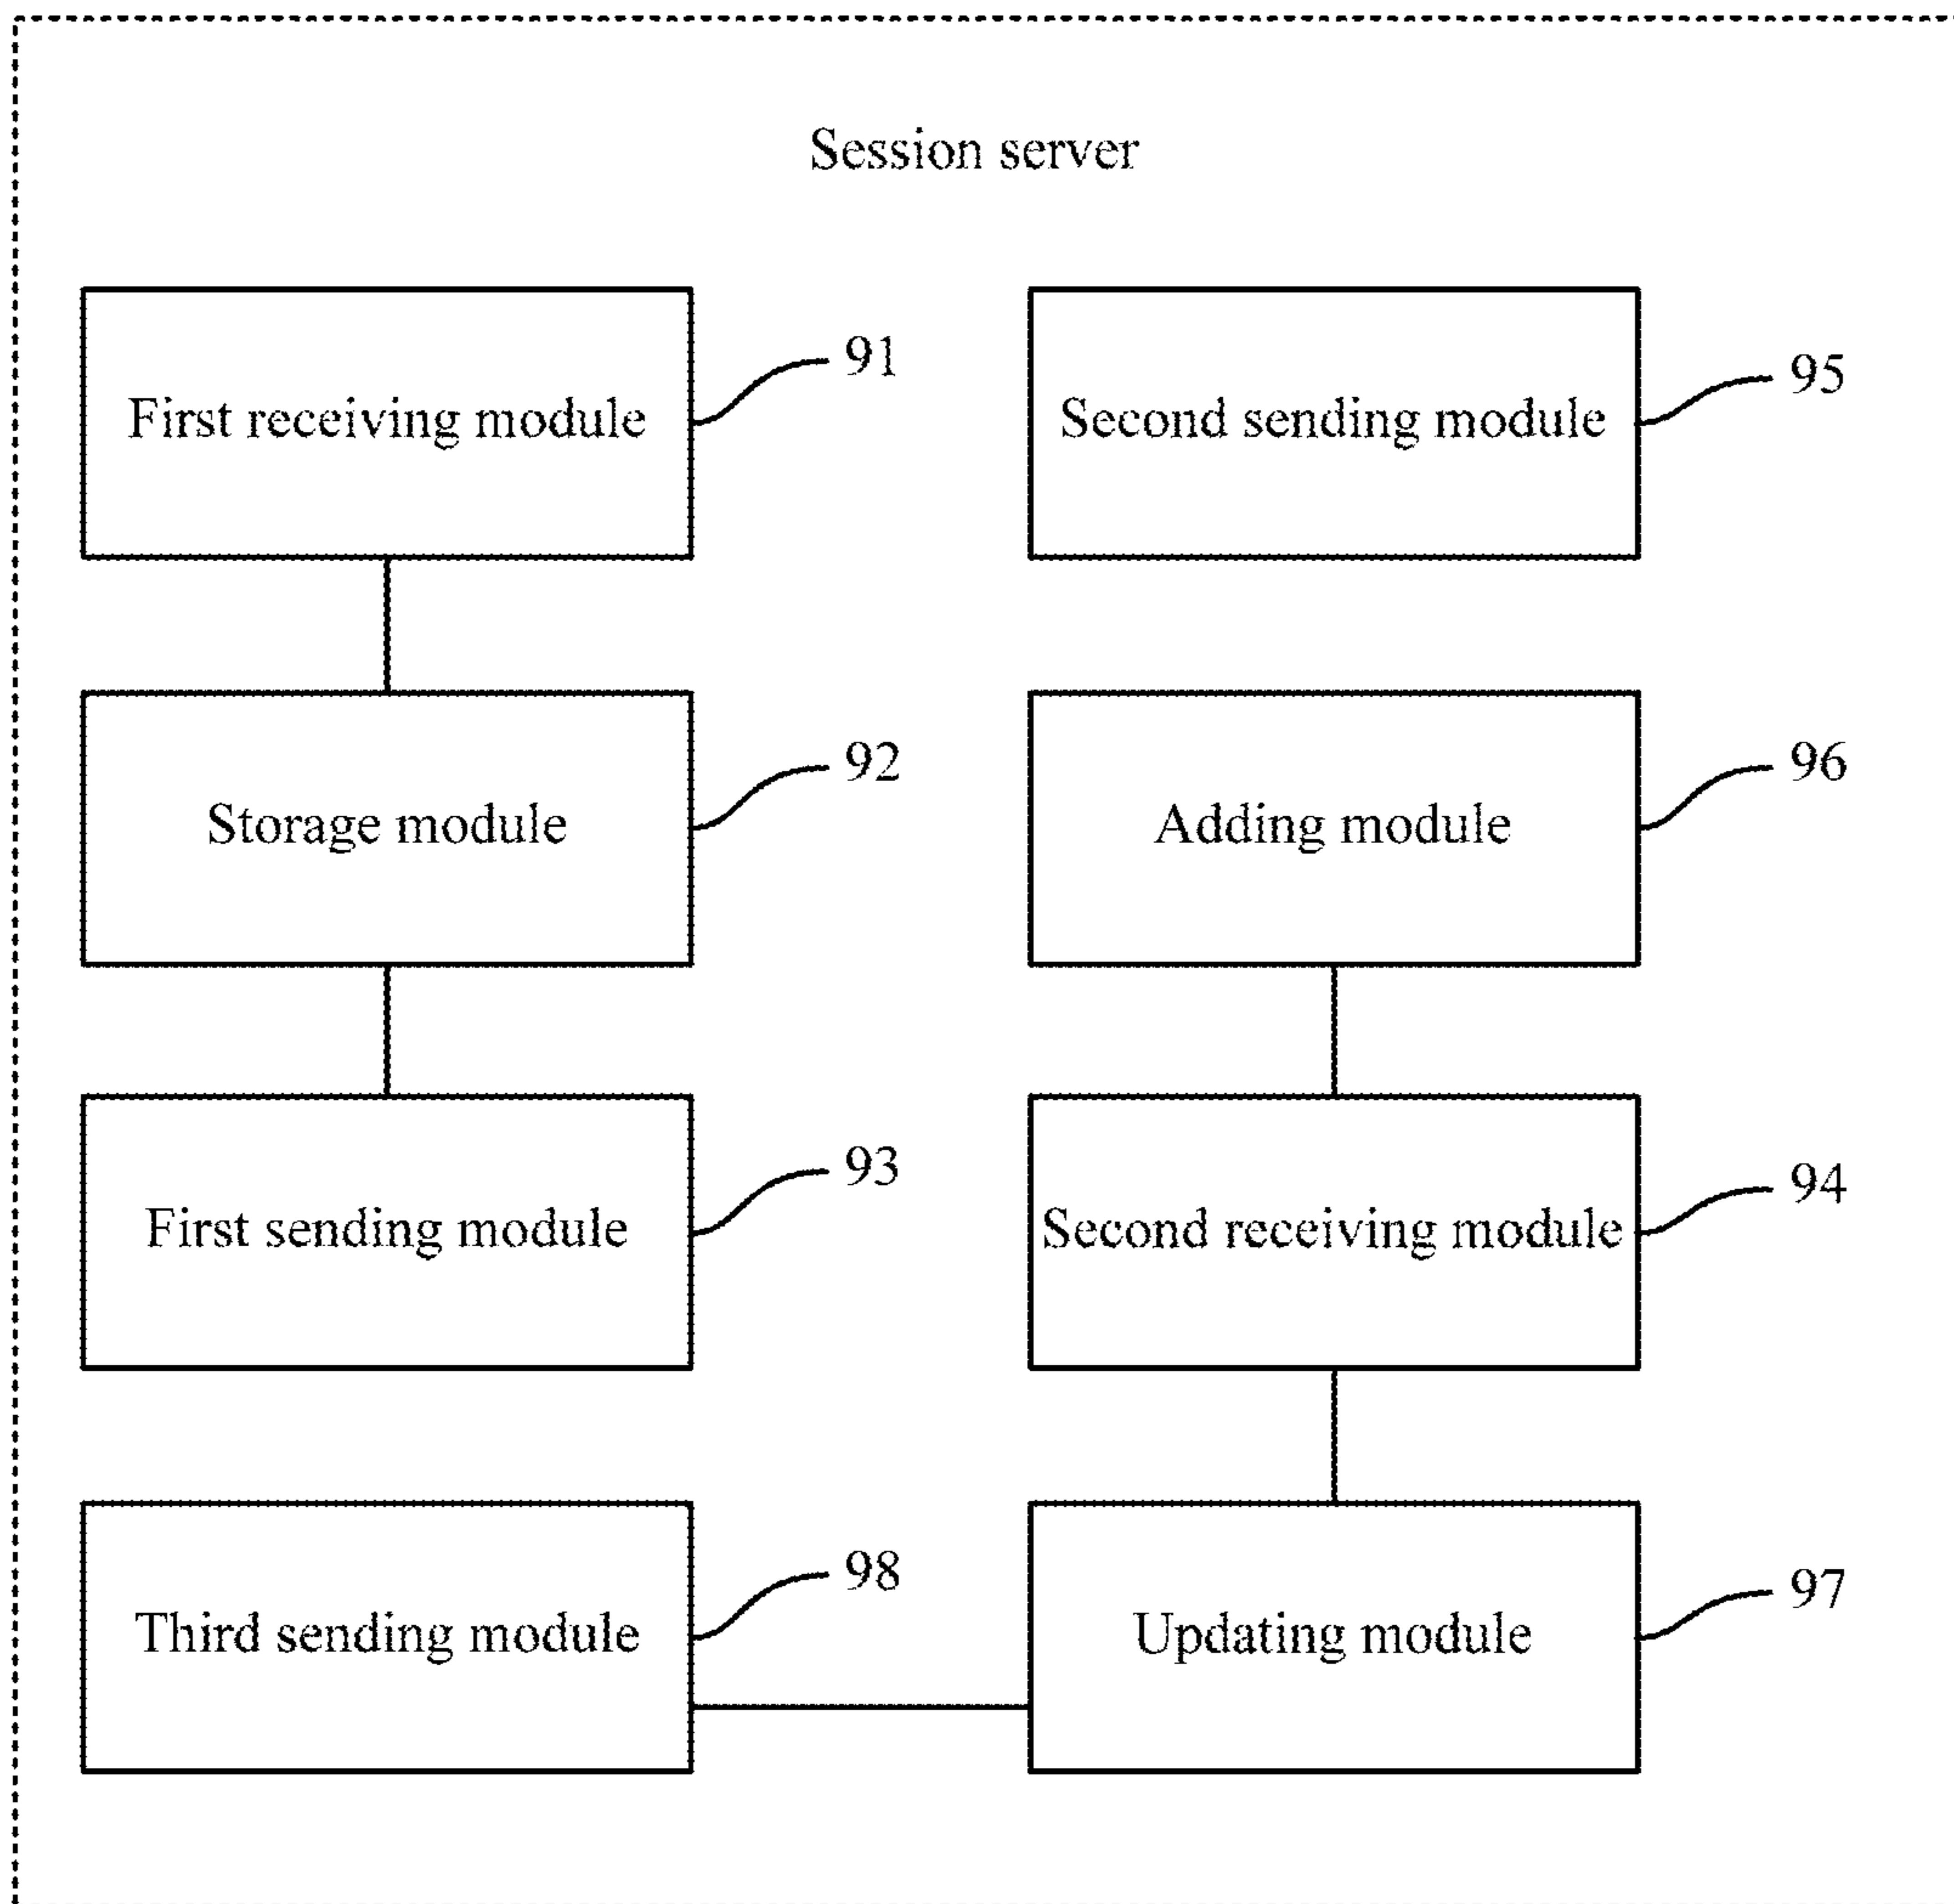 Session server
First receiving module
91
Second sending module
95
Storage module
92
Adding module
96
First sending module
93
Second receiving module
94
Third sending module
98
Updating module
97